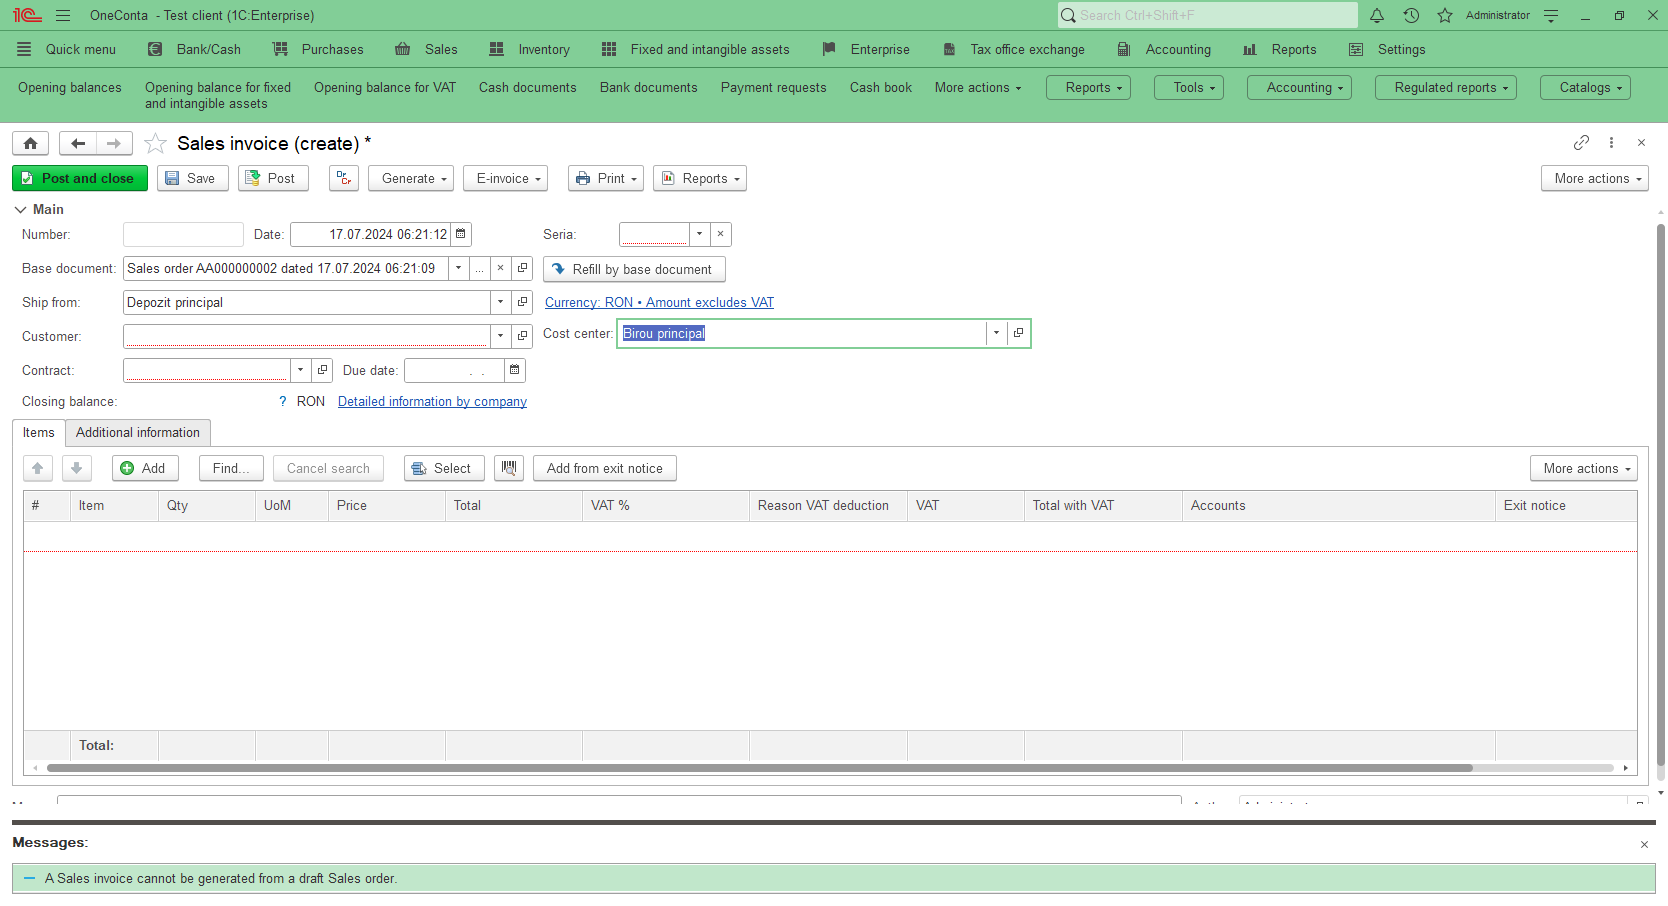 OneConta - Test client (1C:Enterprise)
Search Ctrl+Shift+F
Administrator
Quick menu
Bank/Cash
Purchases
Sales
Inventory
Fixed and intangible assets
Enterprise
Tax office exchange
Accounting
Reports
Settings
Opening balances
Opening balance for fixed
and intangible assets
Opening balance for VAT
Cash documents
Bank documents
Payment requests
Cash book
More actions
Reports
Tools
Accounting
Regulated reports
Catalogs
Sales invoice (create) *
Post and close
Save
Post
Dr
Cr
Generate
E-invoice
Print
Reports
More actions
Main
Number:
Date: 17.07.2024 06:21:12
Seria:
Base document: Sales order AA000000002 dated 17.07.2024 06:21:09
Refill by base document
Ship from: Depozit principal
Currency: RON • Amount excludes VAT
Customer:
Cost center: Birou principal
Contract:
Due date: . .
Closing balance: ? RON Detailed information by company
Items
Additional information
Add
Find...
Cancel search
Select
Add from exit notice
More actions
# Item Qty UoM Price Total VAT % Reason VAT deduction VAT Total with VAT Accounts Exit notice
Total:
Messages:
A Sales invoice cannot be generated from a draft Sales order.